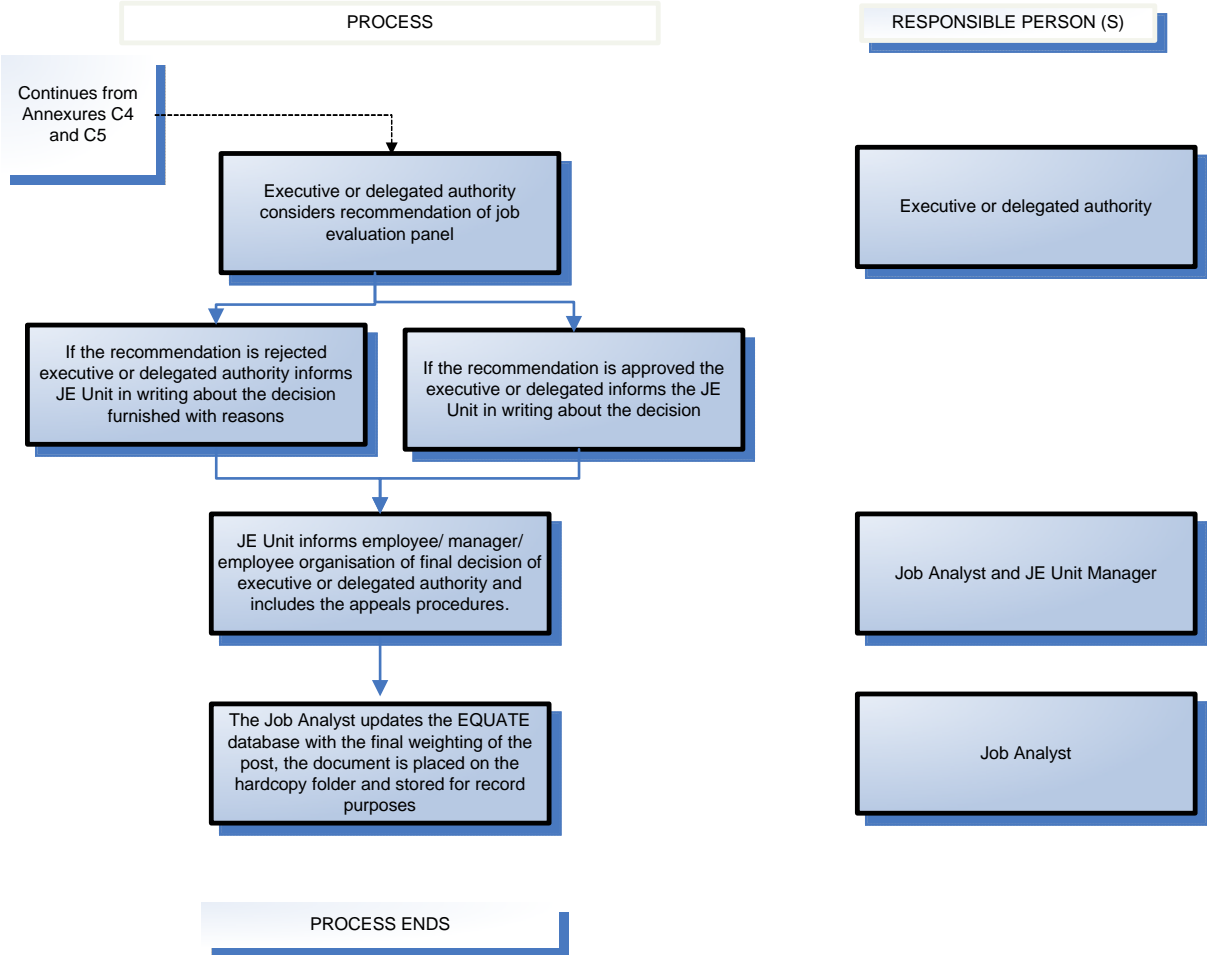 PROCESS
RESPONSIBLE PERSON (S)
Continues from
Annexures C4
and C5
Executive or delegated authority
considers recommendation of job
evaluation panel
Executive or delegated authority
If the recommendation is rejected
executive or delegated authority informs
JE Unit in writing about the decision
furnished with reasons
If the recommendation is approved the
executive or delegated informs the JE
Unit in writing about the decision
JE Unit informs employee/ manager/
employee organisation of final decision of
executive or delegated authority and
includes the appeals procedures.
Job Analyst and JE Unit Manager
The Job Analyst updates the EQUATE
database with the final weighting of the
post, the document is placed on the
hardcopy folder and stored for record
purposes
Job Analyst
PROCESS ENDS